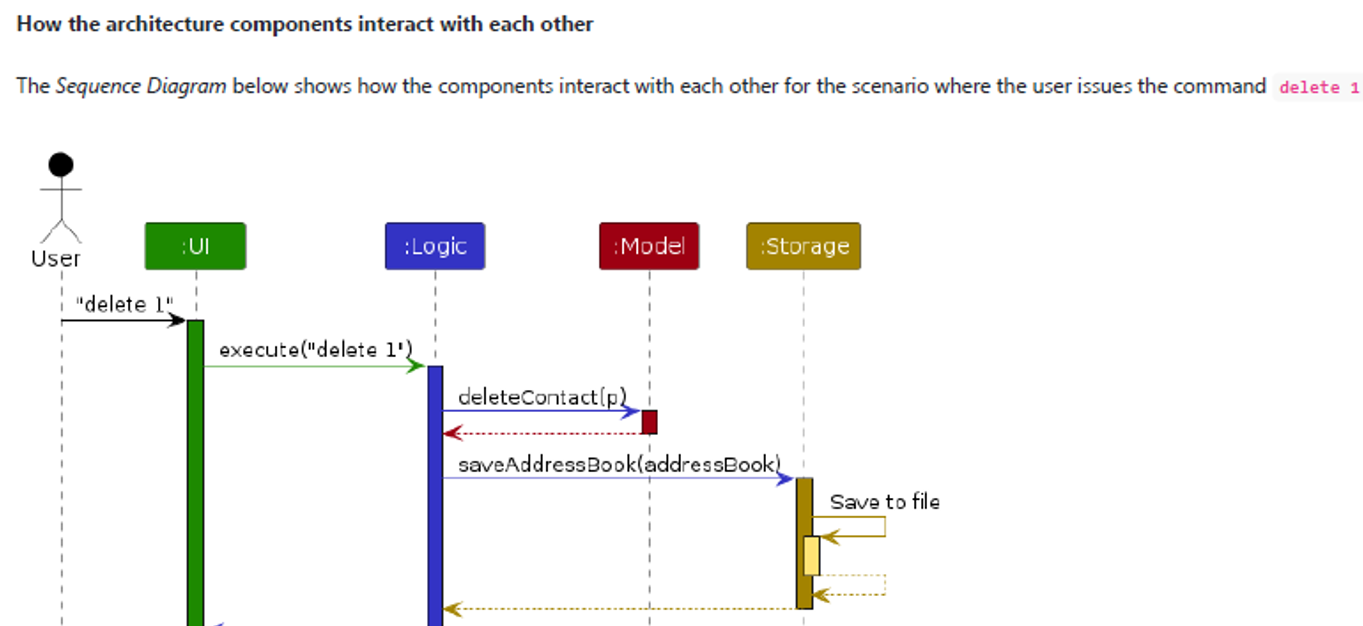 How the architecture components interact with each other
The Sequence Diagram below shows how the components interact with each other for the scenario where the user issues the command delete 1
User
:UI
:Logic
:Model
:Storage
"delete 1"
execute("delete 1")
deleteContact(p)
saveAddressBook(addressBook)
Save to file